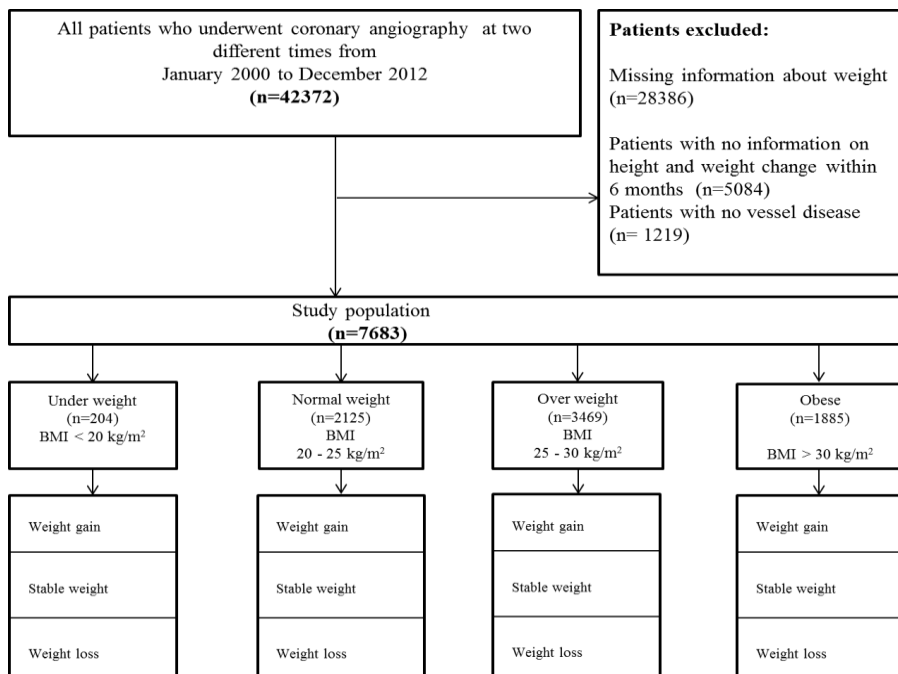 All patients who underwent coronary angiography at two
different times from
January 2000 to December 2012
(n=42372)
Patients excluded:
Missing information about weight
(n=28386)
Patients with no information on
height and weight change within
6 months (n=5084)
Patients with no vessel disease
(n= 1219)
Study population
(n=7683)
Under weight
(n=204)
BMI < 20 kg/m²
Normal weight
(n=2125)
BMI
20 - 25 kg/m²
Over weight
(n=3469)
BMI
25 - 30 kg/m²
Obese
(n=1885)
BMI > 30 kg/m²
Weight gain
Stable weight
Weight loss
Weight gain
Stable weight
Weight loss
Weight gain
Stable weight
Weight loss
Weight gain
Stable weight
Weight loss